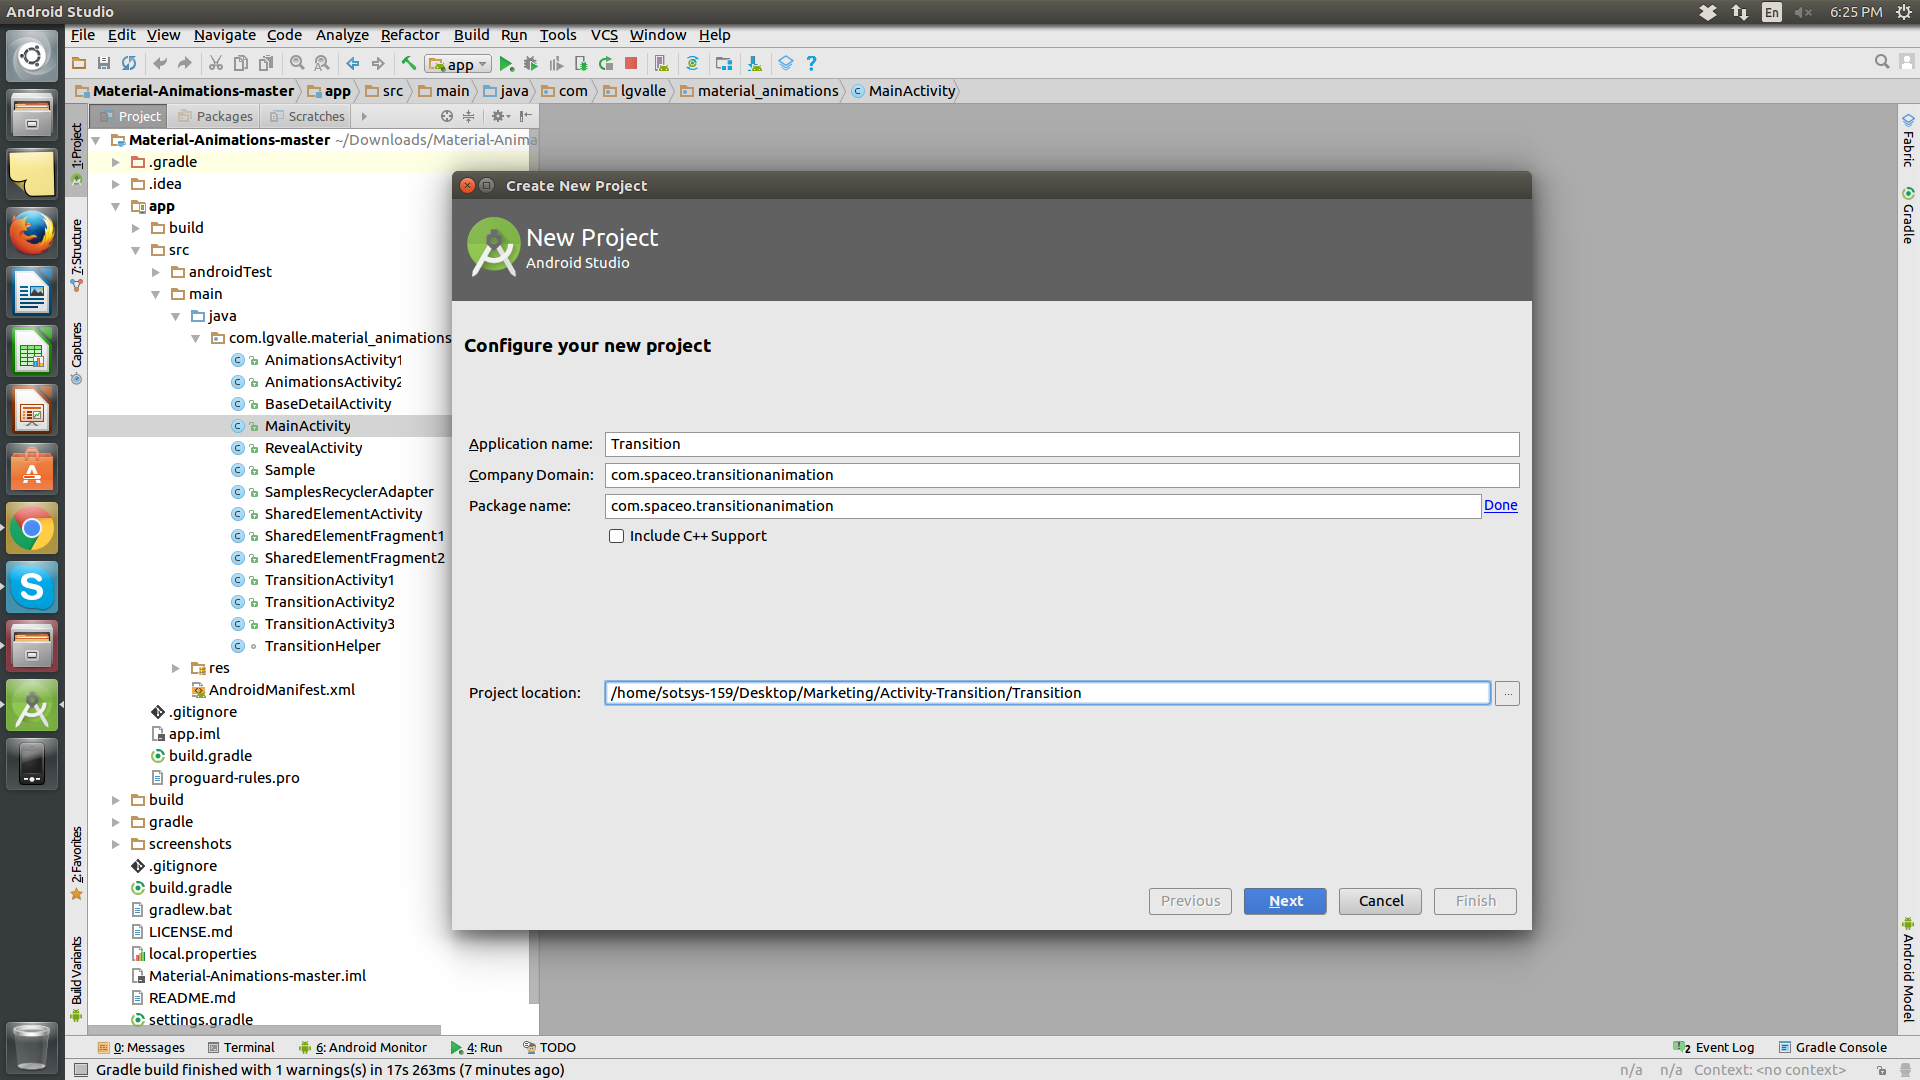 Android Studio
En
6:25 PM
File Edit View Navigate Code Analyze Refactor Build Run Tools VCS Window Help
app
Material-Animations-master app src main java com lgvalle material_animations MainActivity
Project Packages Scratches
Material-Animations-master ~/Downloads/Material-Anima
.gradle
.idea
app
build
src
androidTest
main
java
com.lgvalle.material_animations
AnimationsActivity1
AnimationsActivity2
BaseDetailActivity
MainActivity
RevealActivity
Sample
SamplesRecyclerAdapter
SharedElementActivity
SharedElementFragment1
SharedElementFragment2
TransitionActivity1
TransitionActivity2
TransitionActivity3
TransitionHelper
res
AndroidManifest.xml
.gitignore
app.iml
build.gradle
proguard-rules.pro
build
gradle
screenshots
.gitignore
build.gradle
gradlew.bat
LICENSE.md
local.properties
Material-Animations-master.iml
README.md
settings.gradle
1: Project
7: Structure
Captures
2: Favorites
Build Variants
Create New Project
New Project
Android Studio
Configure your new project
Application name: Transition
Company Domain: com.spaceo.transitionanimation
Package name: com.spaceo.transitionanimation Done
Include C++ Support
Project location: /home/sotsys-159/Desktop/Marketing/Activity-Transition/Transition ...
Previous Next Cancel Finish
Fabric
Gradle
Android Model
0: Messages Terminal 6: Android Monitor 4: Run TODO 2 Event Log Gradle Console
Gradle build finished with 1 warnings(s) in 17s 263ms (7 minutes ago) n/a n/a Context: <no context>